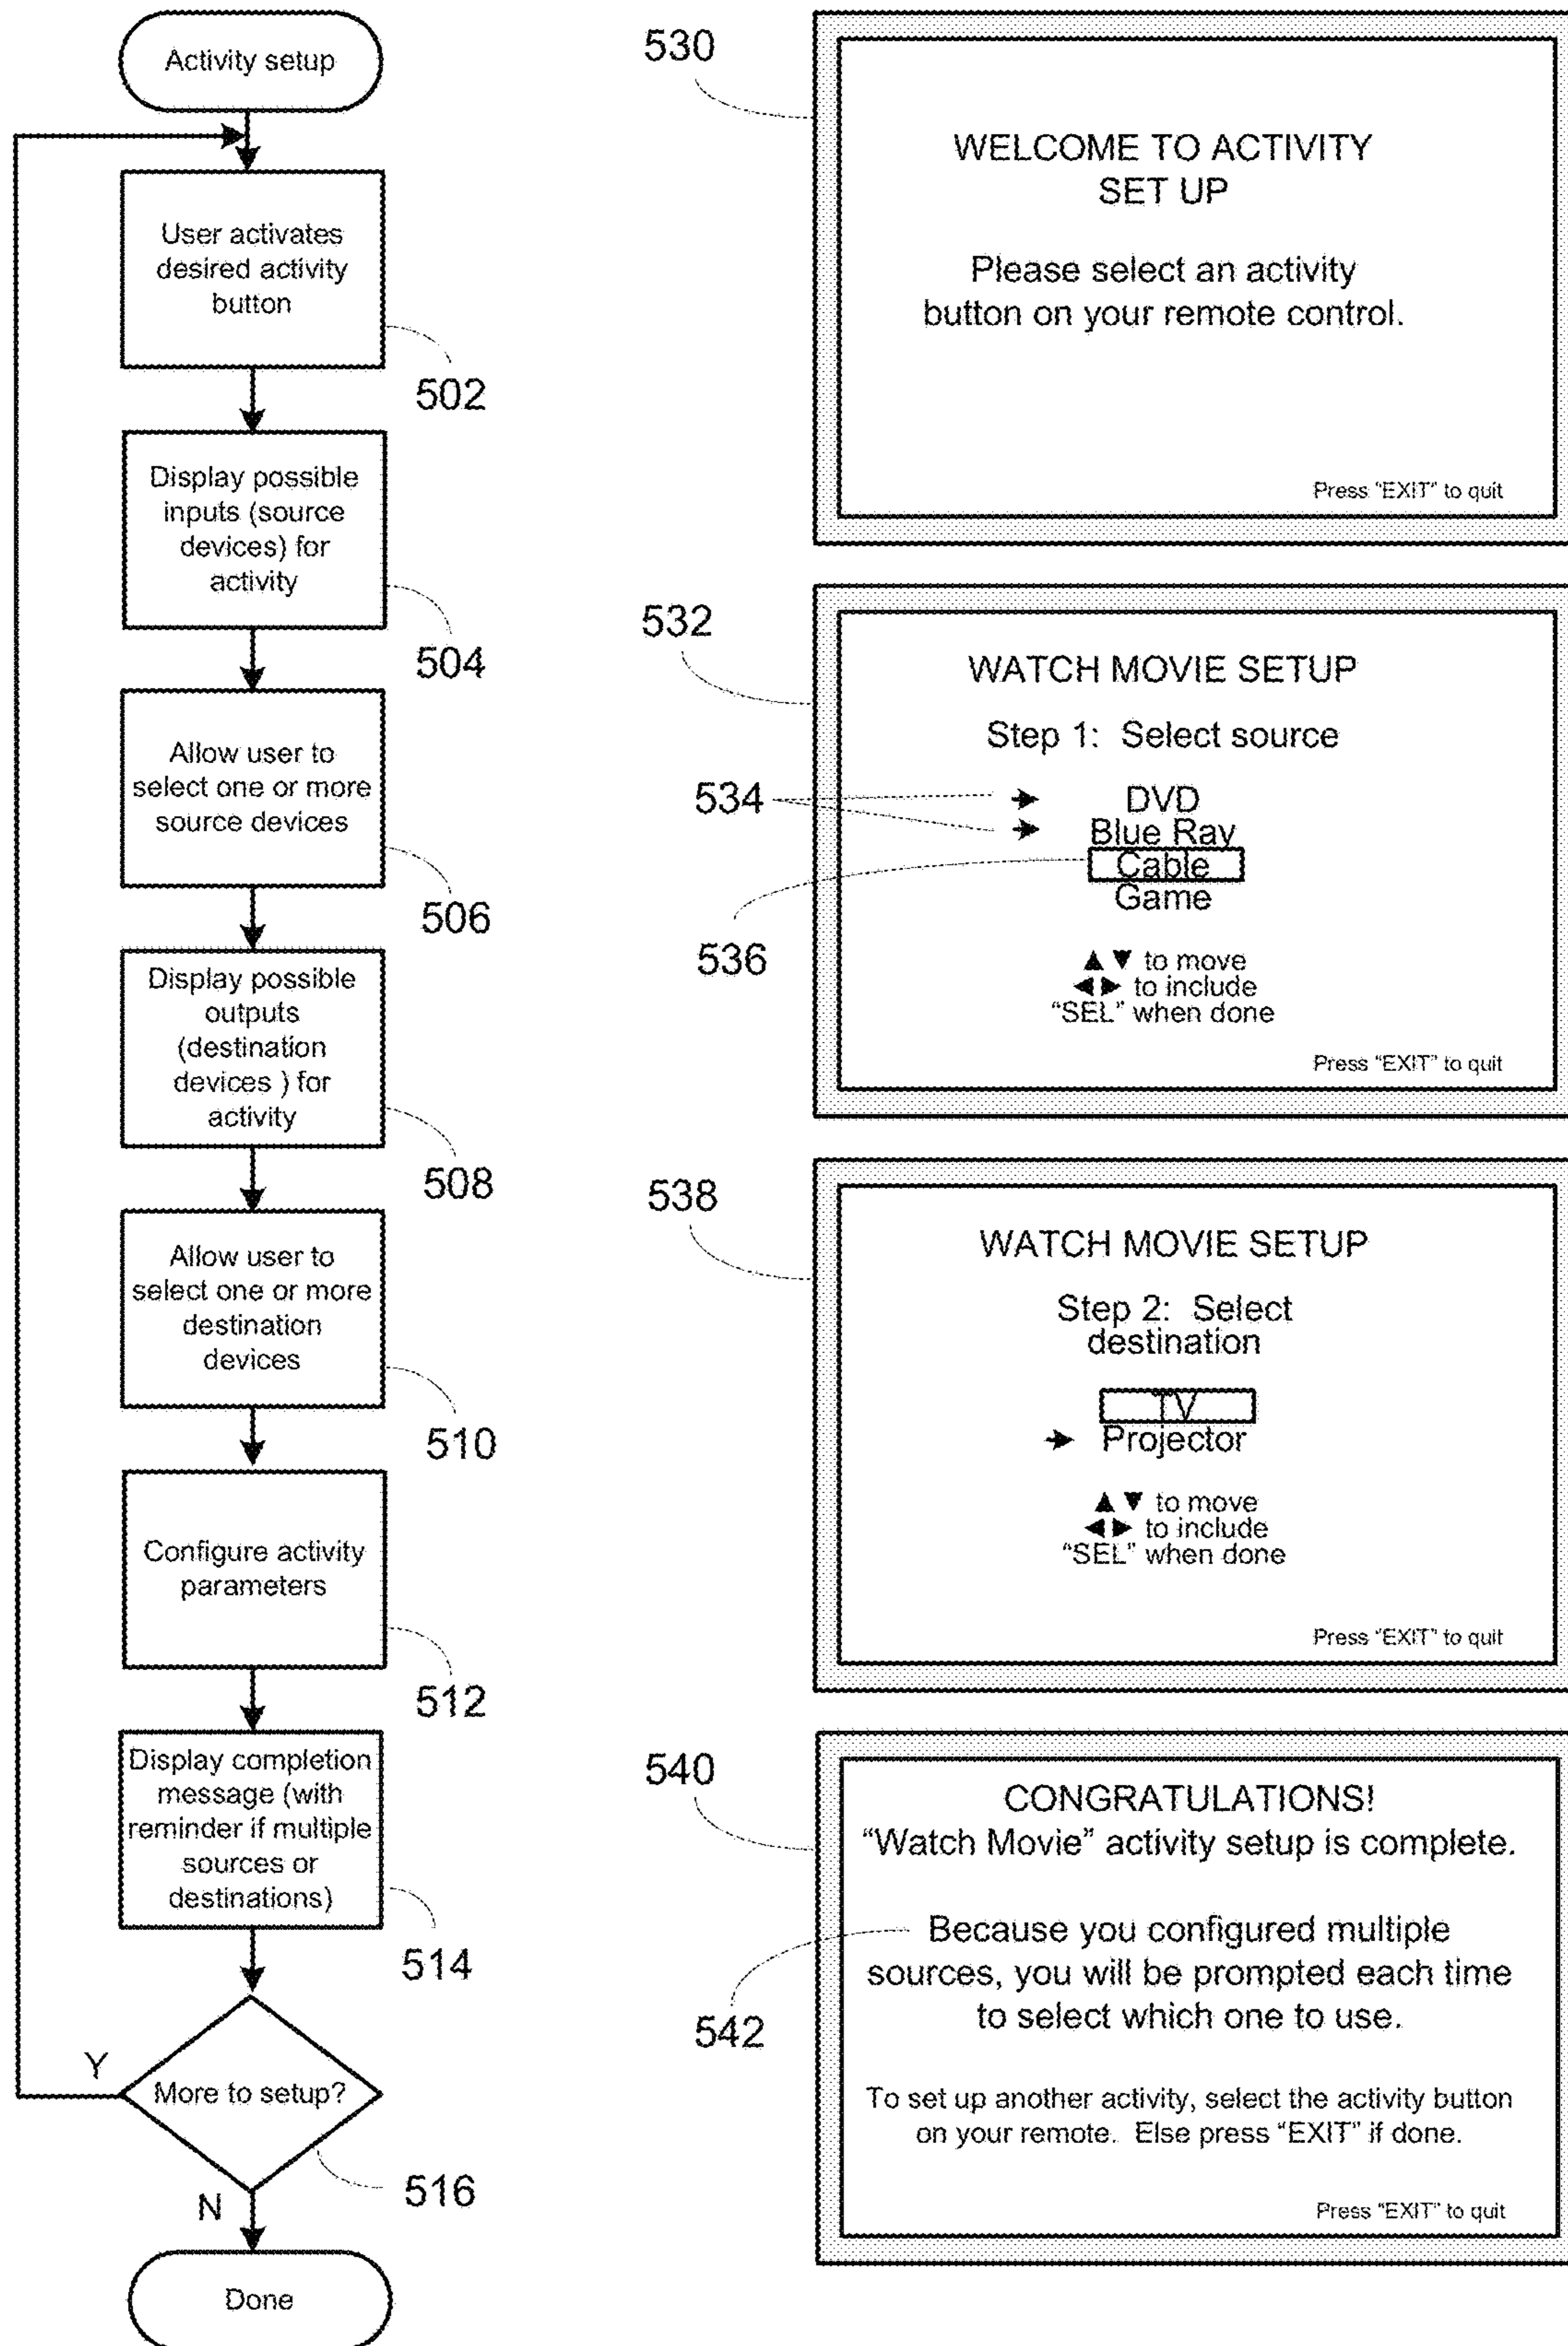 Activity setup
User activates
desired activity
button
502
Display possible
inputs (source
devices) for
activity
504
Allow user to
select one or more
source devices
506
Display possible
outputs
(destination
devices ) for
activity
508
Allow user to
select one or more
destination
devices
510
Configure activity
parameters
512
Display completion
message (with
reminder if multiple
sources or
destinations)
514
More to setup?
Y
516
N
Done
530
WELCOME TO ACTIVITY
SET UP
Please select an activity
button on your remote control.
Press "EXIT" to quit
532
WATCH MOVIE SETUP
Step 1: Select source
534
DVD
Blue Ray
Cable
Game
536
▲ ▼ to move
◀▶ to include
"SEL" when done
Press "EXIT" to quit
538
WATCH MOVIE SETUP
Step 2: Select
destination
TV
Projector
▲ ▼ to move
◀▶ to include
"SEL" when done
Press "EXIT" to quit
540
CONGRATULATIONS!
"Watch Movie" activity setup is complete.
Because you configured multiple
sources, you will be prompted each time
to select which one to use.
542
To set up another activity, select the activity button
on your remote. Else press "EXIT" if done.
Press "EXIT" to quit